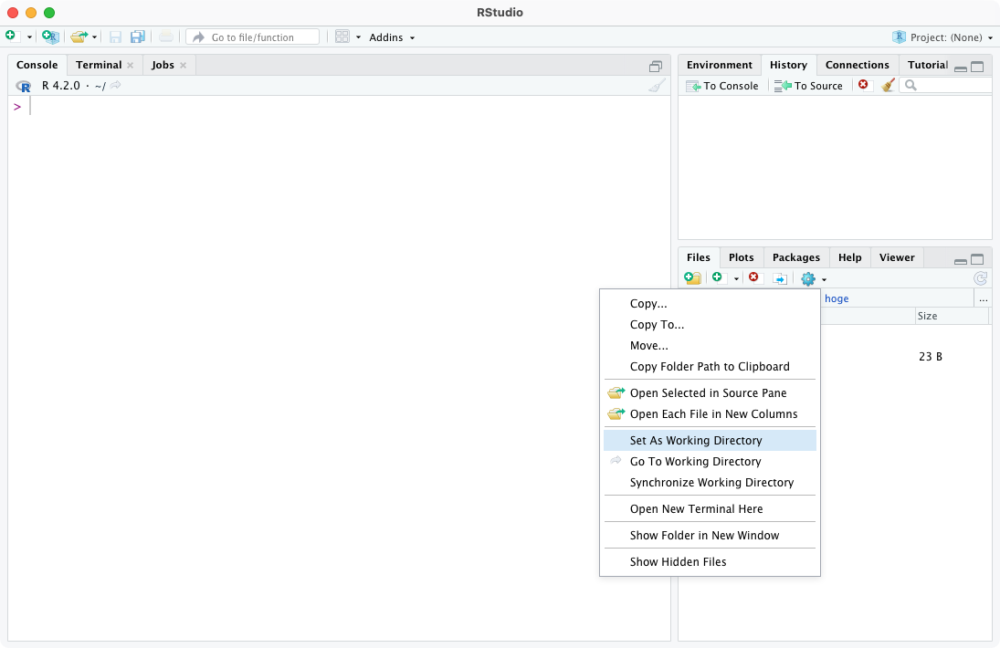 RStudio
Go to file/function
Addins
Project: (None)
Console Terminal Jobs
R 4.2.0 · ~/
>
Environment History Connections Tutorial
To Console To Source
Files Plots Packages Help Viewer
hoge ...
Size
23 B
Copy...
Copy To...
Move...
Copy Folder Path to Clipboard
Open Selected in Source Pane
Open Each File in New Columns
Set As Working Directory
Go To Working Directory
Synchronize Working Directory
Open New Terminal Here
Show Folder in New Window
Show Hidden Files